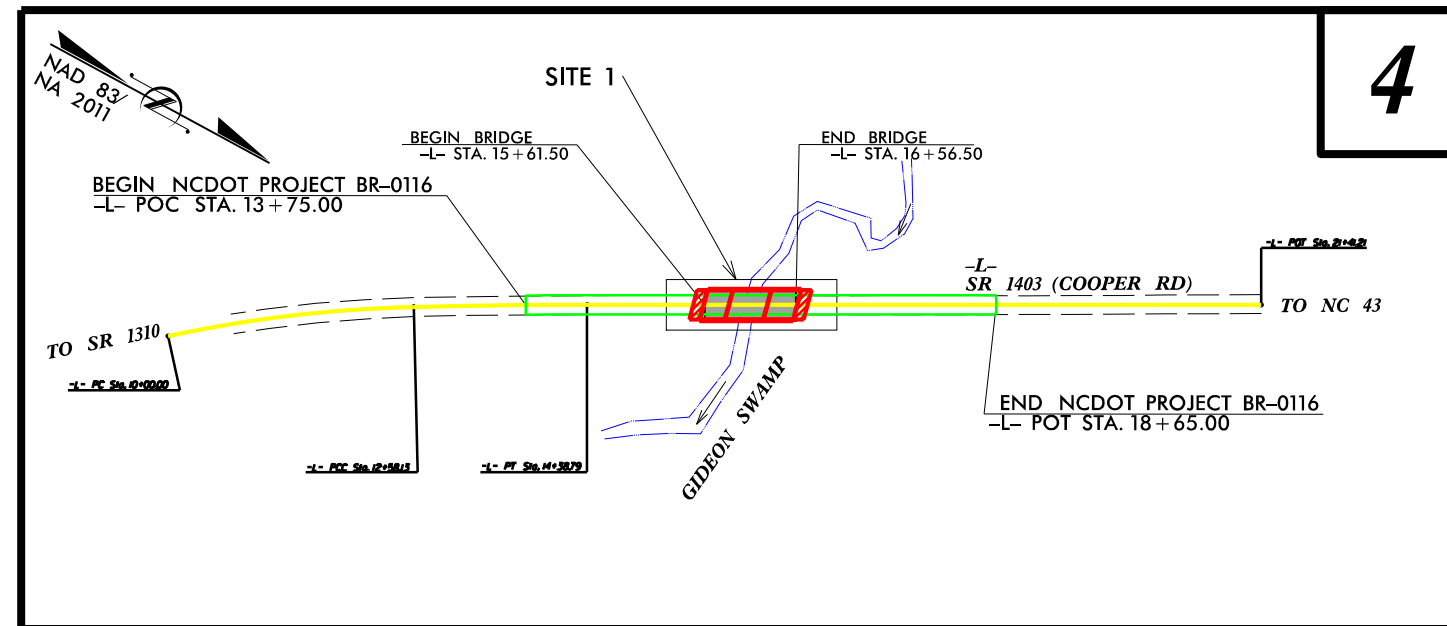 4
NAD 83/
NA 2011
SITE 1
BEGIN BRIDGE
-L- STA. 15+61.50
END BRIDGE
-L- STA. 16+56.50
BEGIN NCDOT PROJECT BR-0116
-L- POC STA. 13+75.00
-L- POT Sta. 21+41.21
-L-
SR 1403 (COOPER RD)
TO NC 43
TO SR 1310
-L- PC Sta. 10+00.00
END NCDOT PROJECT BR-0116
-L- POT STA. 18+65.00
GIDEON SWAMP
-L- PCC Sta. 12+58.13
-L- PT Sta. 14+38.79